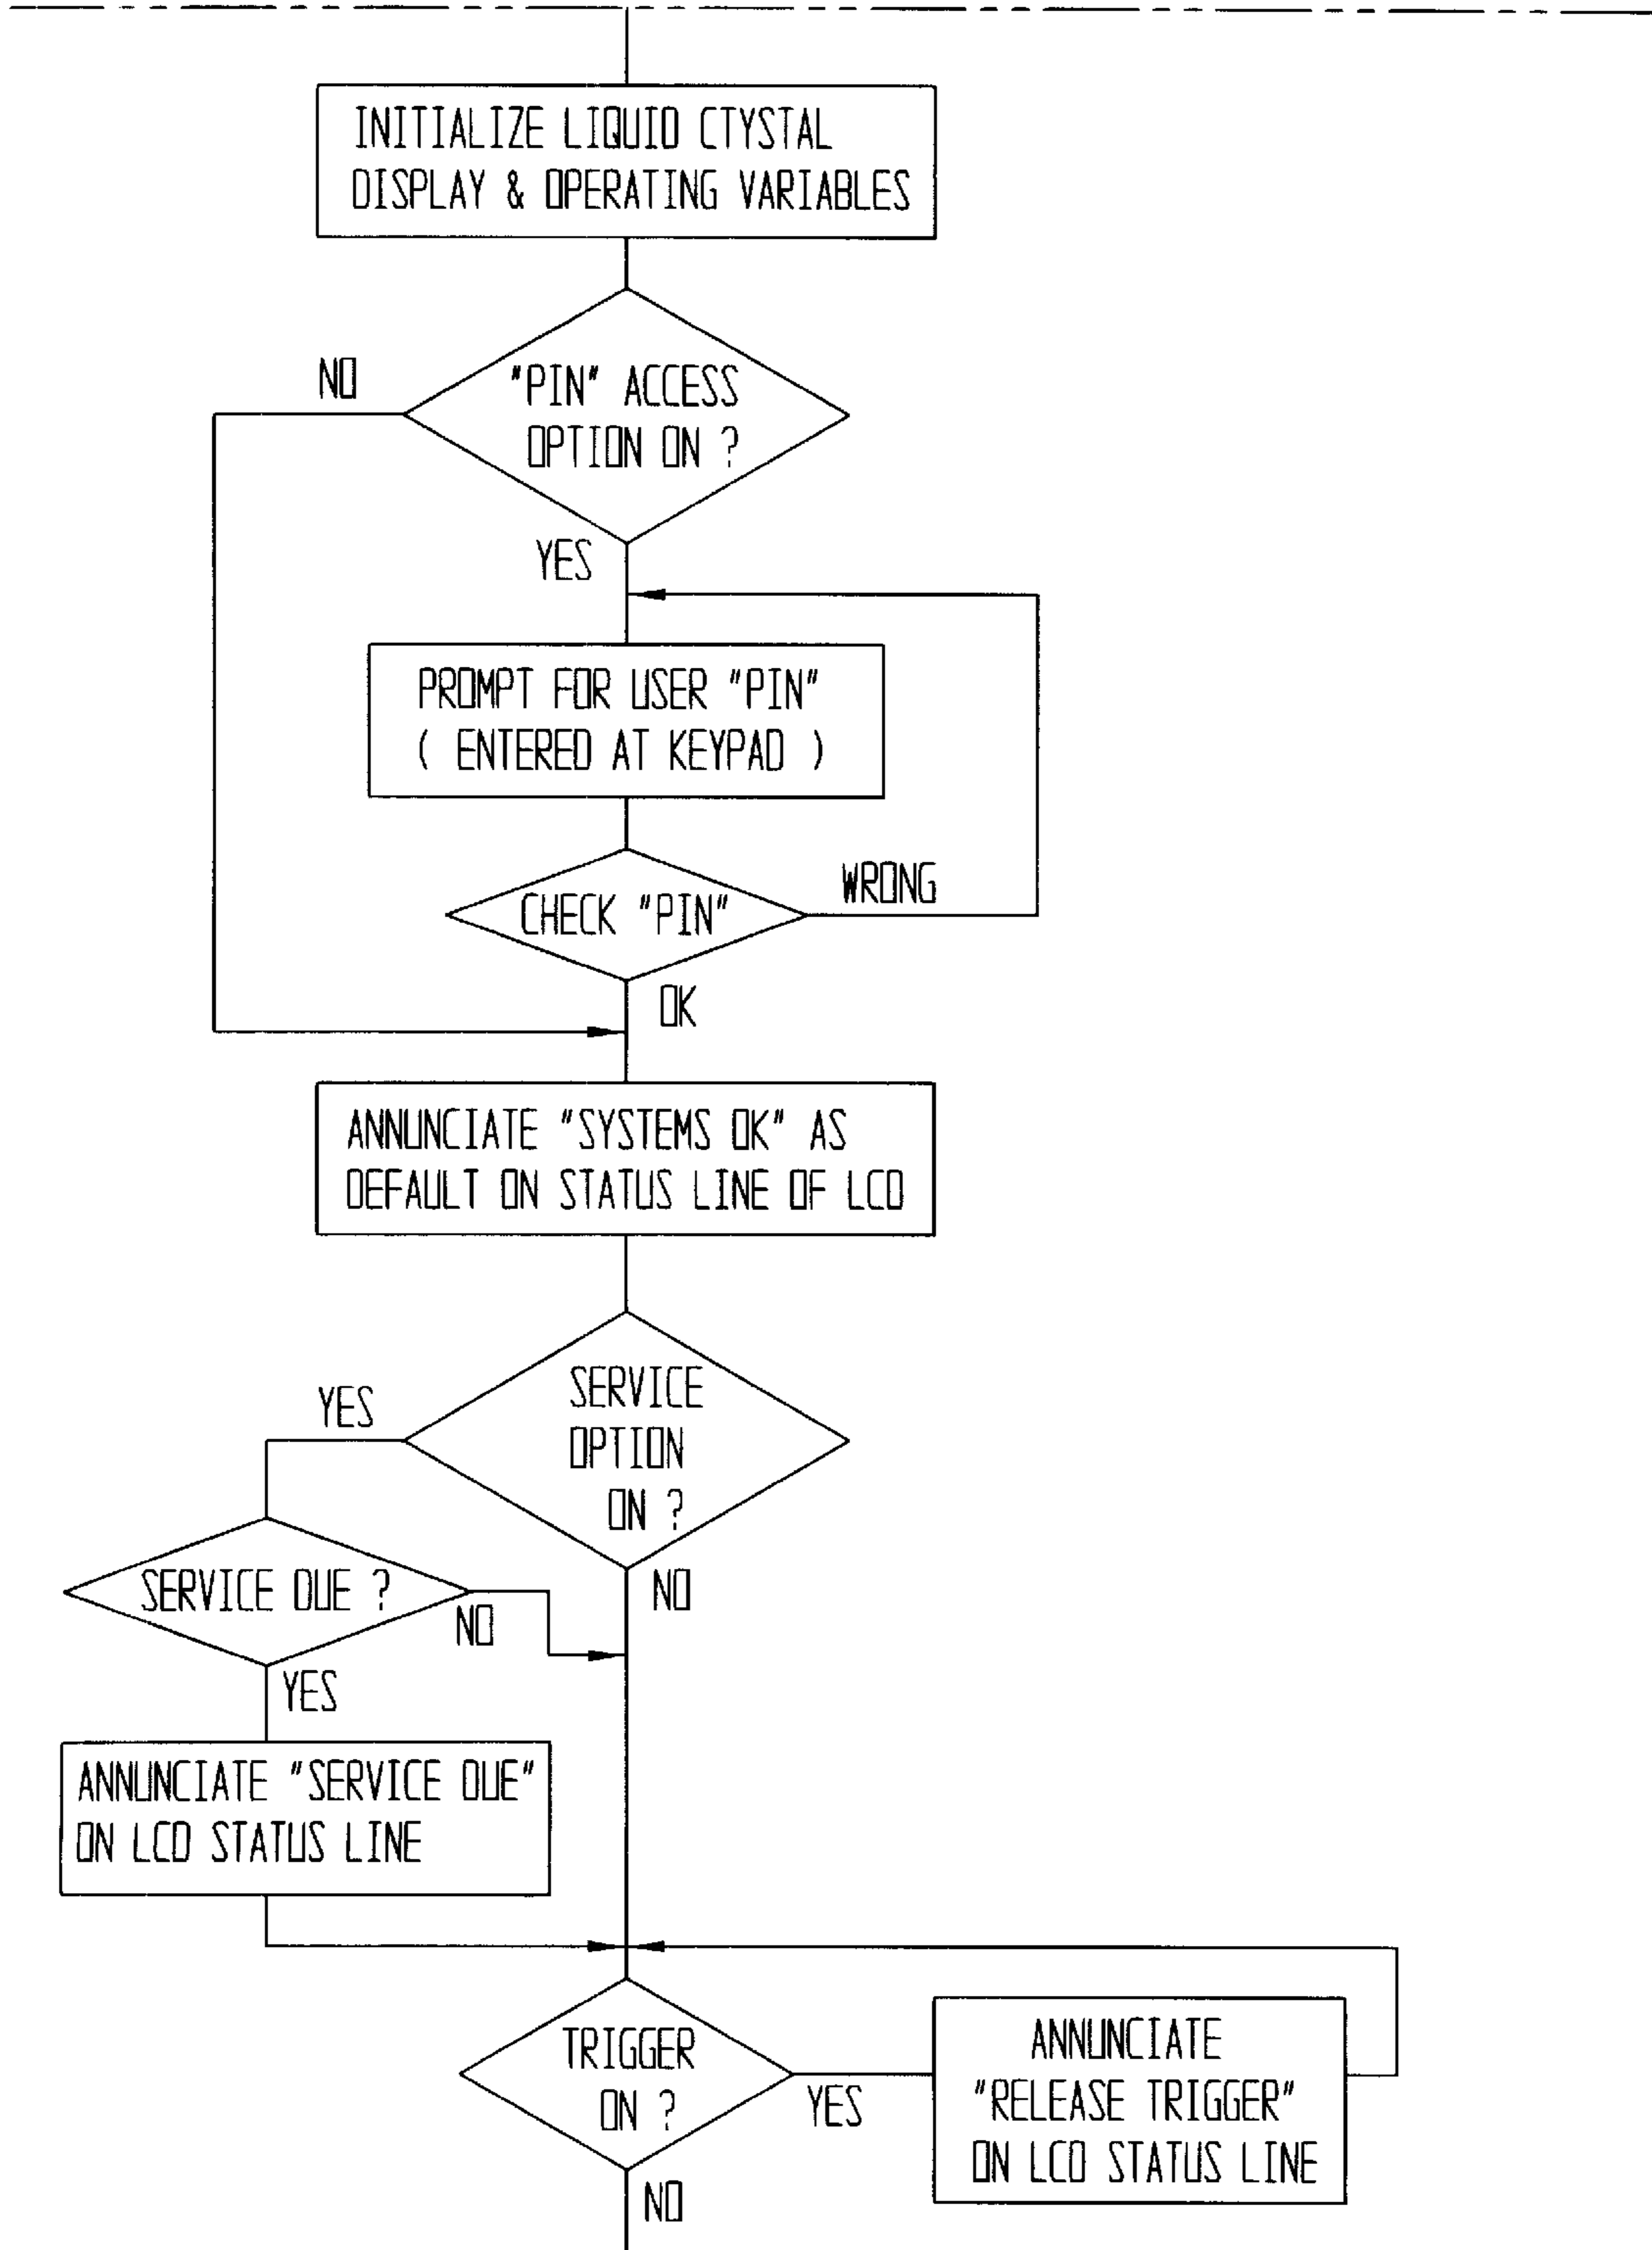 INITIALIZE LIQUID CTYSTAL
DISPLAY & OPERATING VARIABLES
NO
"PIN" ACCESS
OPTION ON ?
YES
PROMPT FOR USER "PIN"
( ENTERED AT KEYPAD )
WRONG
CHECK "PIN"
OK
ANNUNCIATE "SYSTEMS OK" AS
DEFAULT ON STATUS LINE OF LCD
YES
SERVICE
OPTION
ON ?
SERVICE DUE ?
NO
NO
YES
ANNUNCIATE "SERVICE DUE"
ON LCD STATUS LINE
TRIGGER
ON ?
YES
ANNUNCIATE
"RELEASE TRIGGER"
ON LCD STATUS LINE
NO